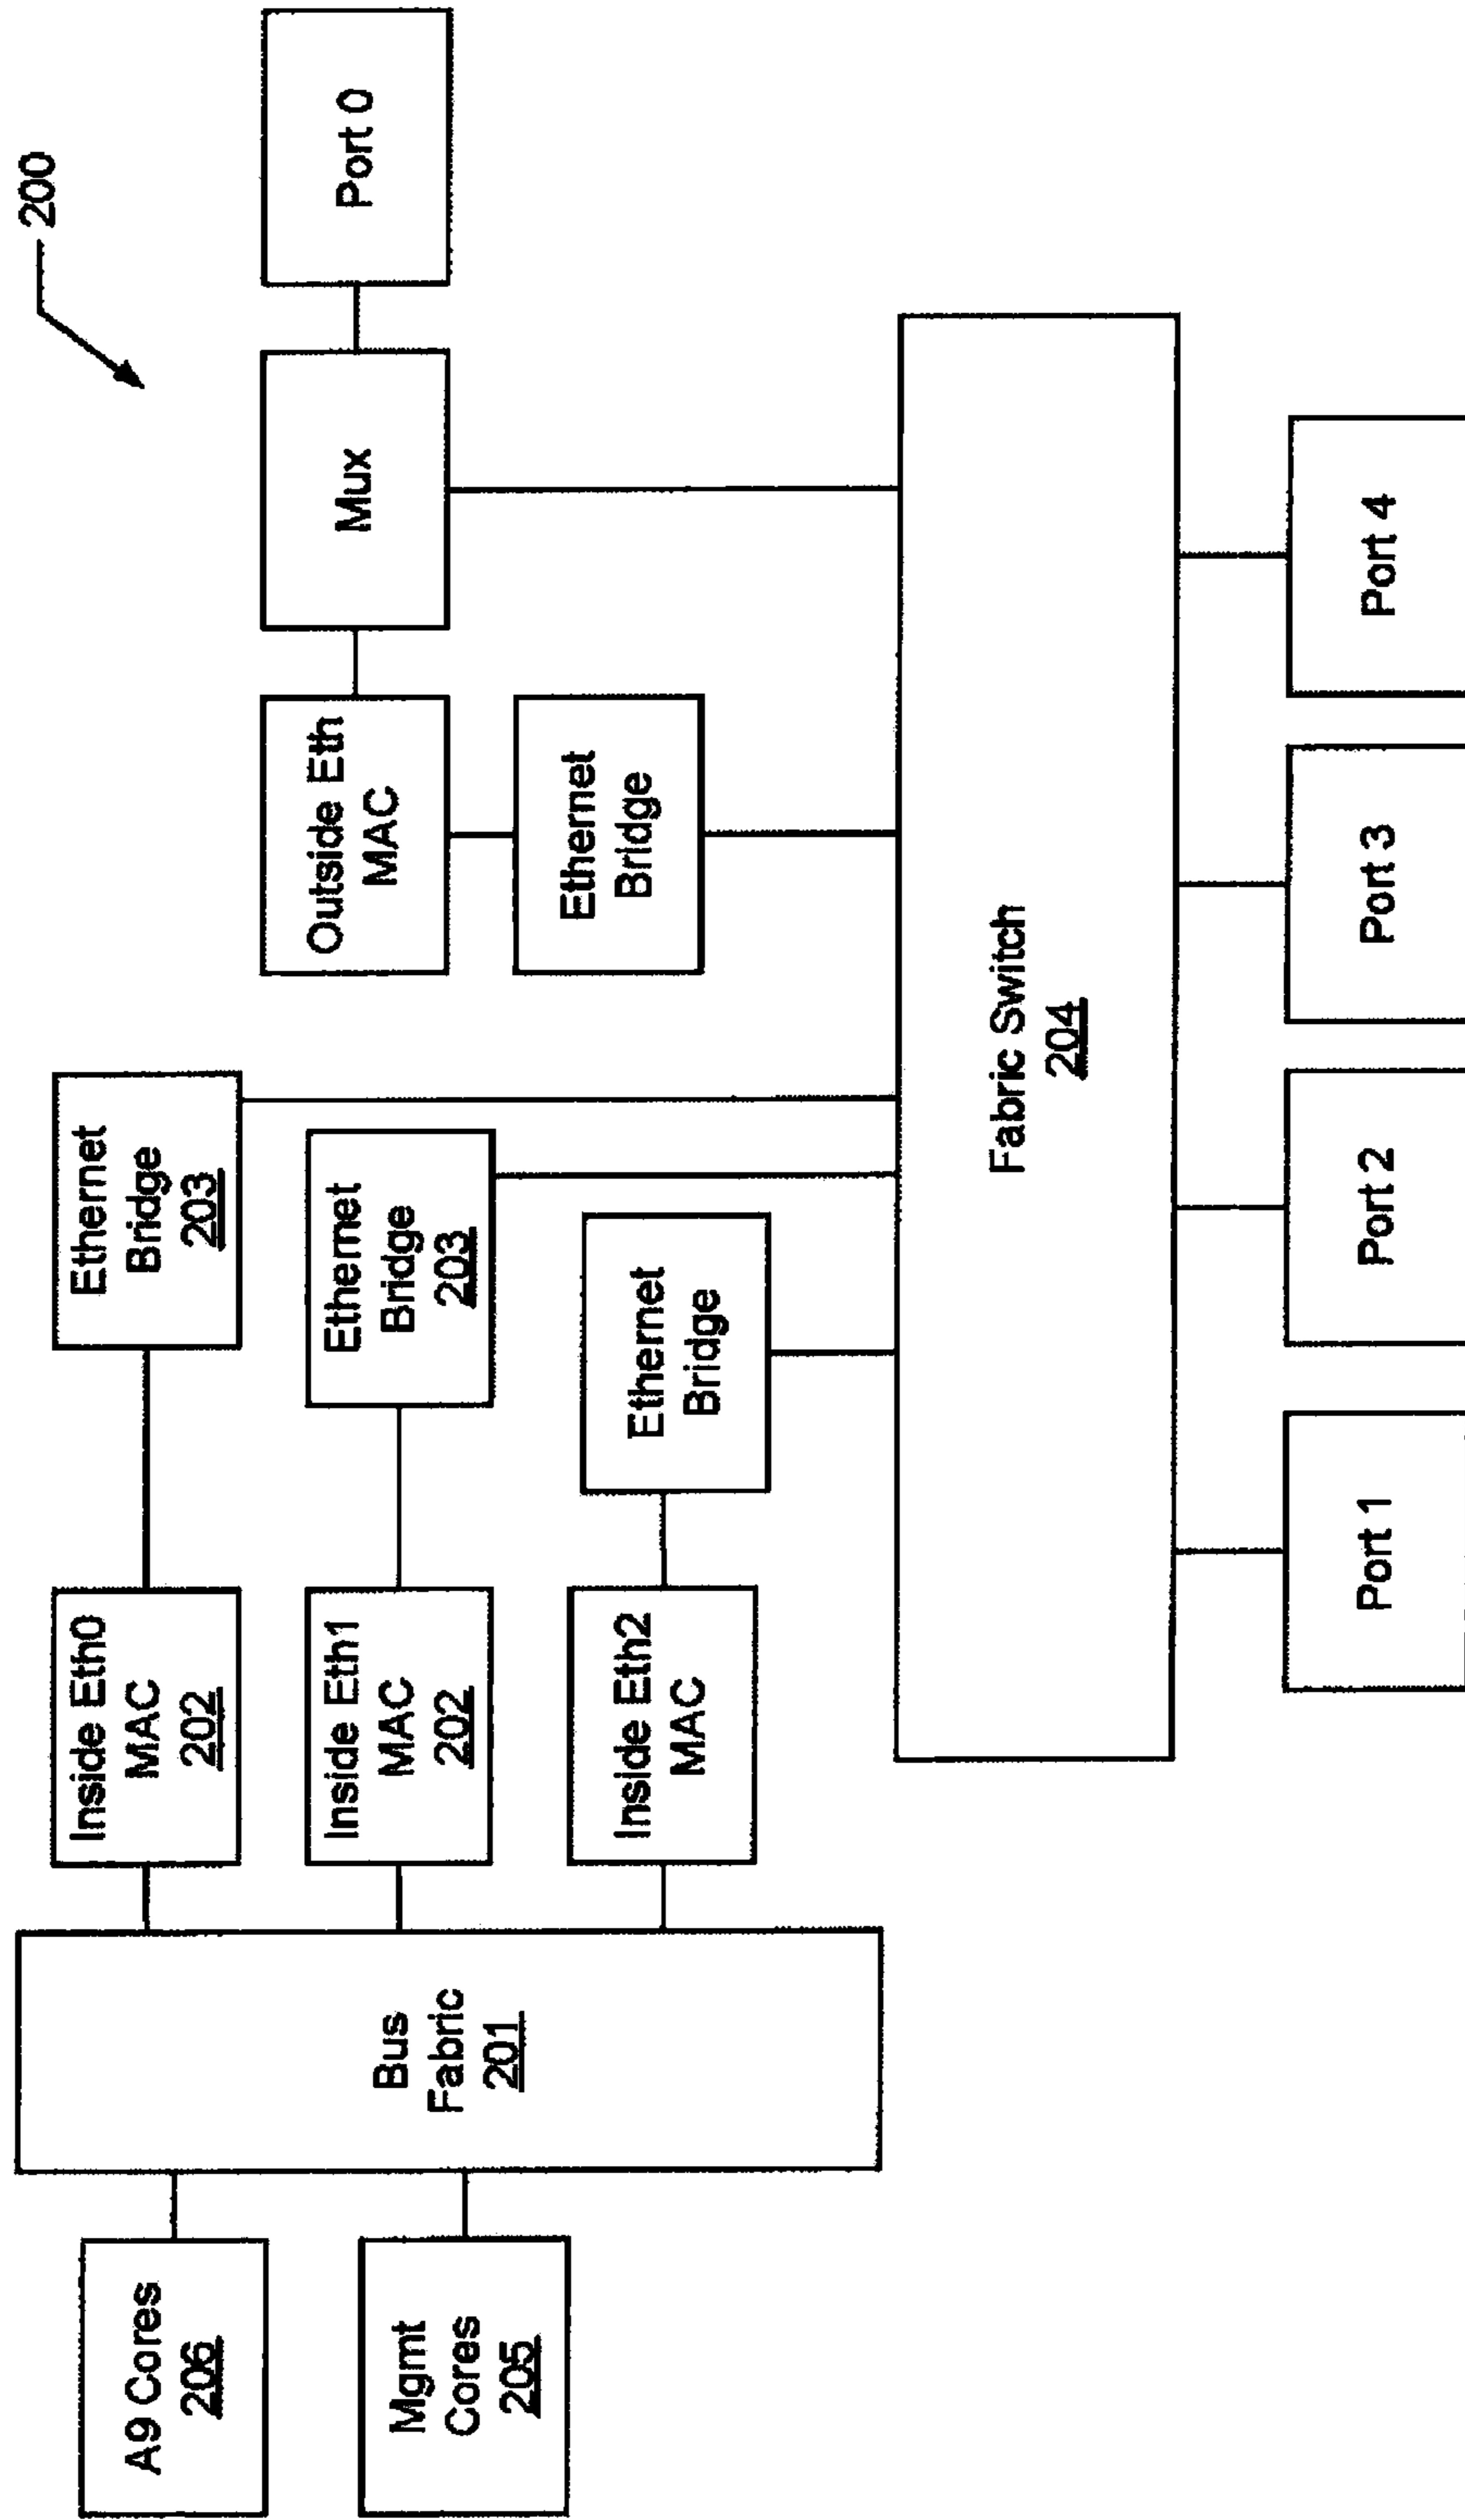 200
A9 Cores
206
Mgmt
Cores
205
Bus
Fabric
201
Inside Eth0
MAC
202
Inside Eth1
MAC
202
Inside Eth2
MAC
Ethernet
Bridge
203
Ethernet
Bridge
203
Ethernet
Bridge
Outside Eth
MAC
Ethernet
Bridge
Mux
Port 0
Fabric Switch
204
Port 1
Port 2
Port 3
Port 4